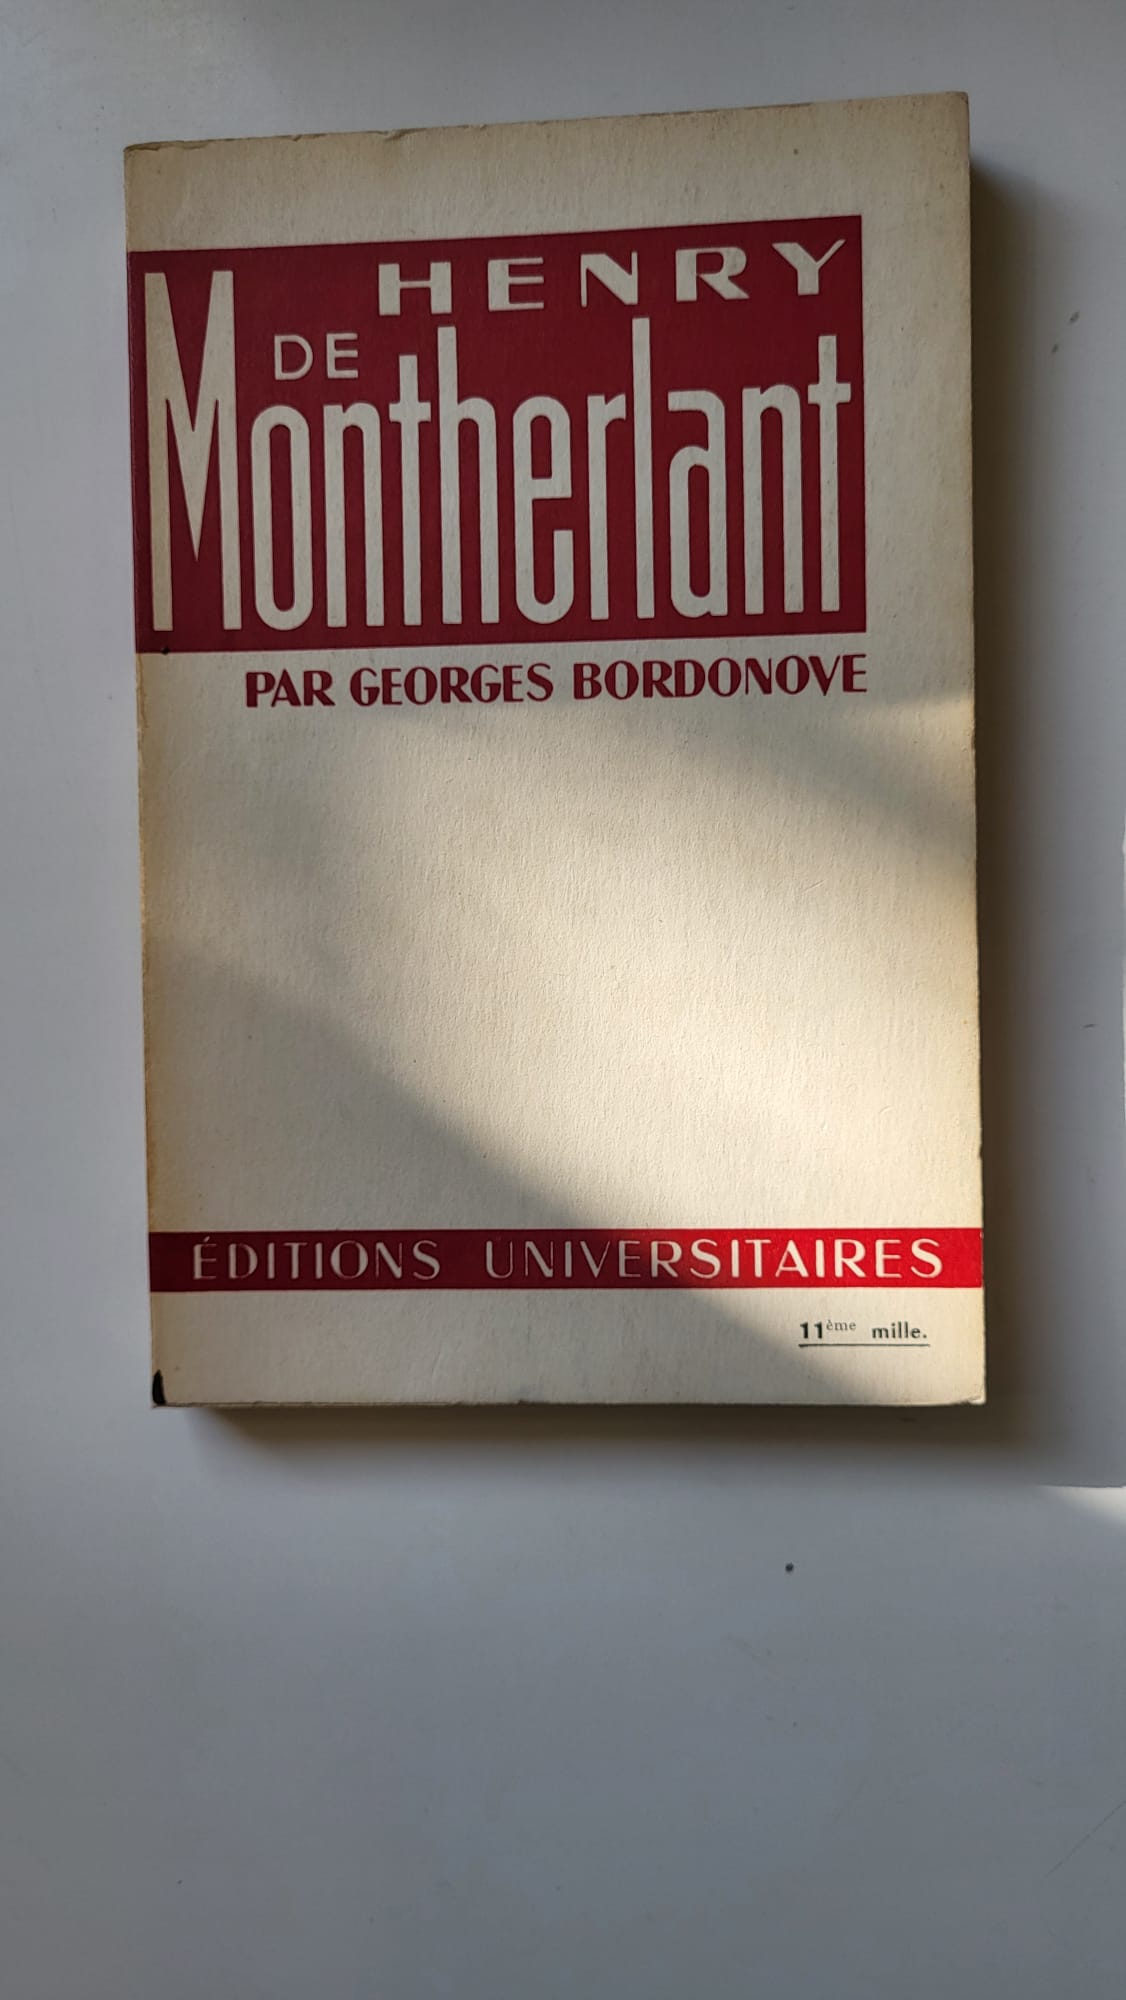 HENRY
DE
Montherlant
PAR GEORGES BORDONOVE
ÉDITIONS UNIVERSITAIRES
11ème mille.